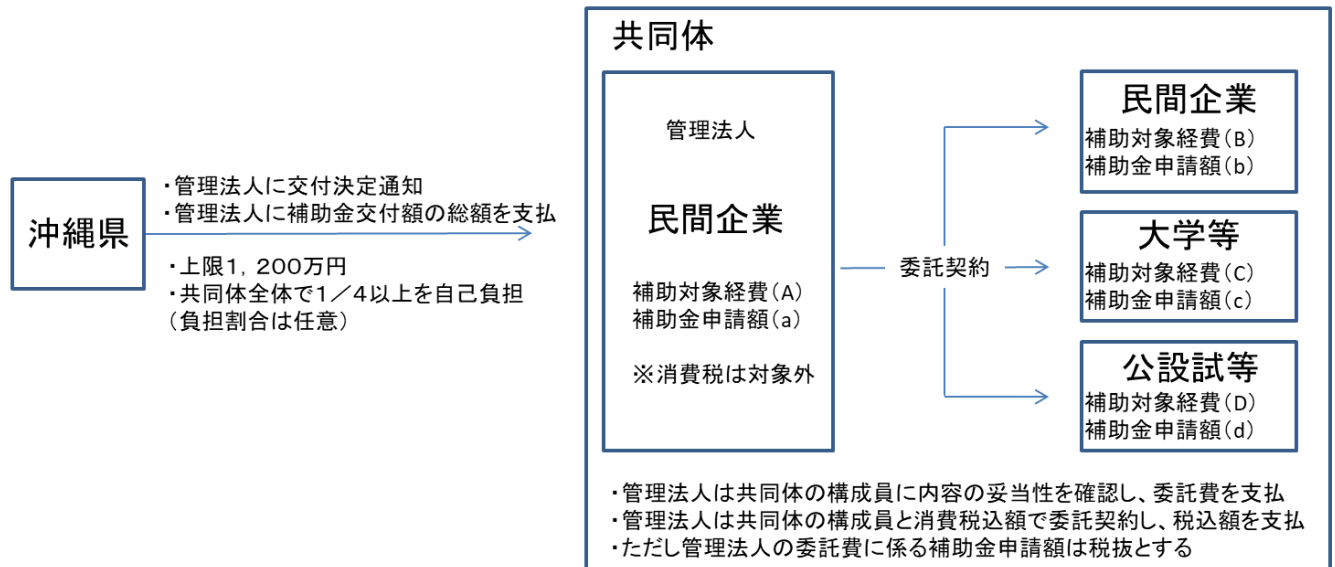 沖縄県
・管理法人に交付決定通知
・管理法人に補助金交付額の総額を支払
・上限1，200万円
・共同体全体で1／4以上を自己負担
（負担割合は任意）
共同体
管理法人
民間企業
補助対象経費（A）
補助金申請額（a）
※消費税は対象外
委託契約
民間企業
補助対象経費（B）
補助金申請額（b）
大学等
補助対象経費（C）
補助金申請額（c）
公設試等
補助対象経費（D）
補助金申請額（d）
・管理法人は共同体の構成員に内容の妥当性を確認し、委託費を支払
・管理法人は共同体の構成員と消費税込額で委託契約し、税込額を支払
・ただし管理法人の委託費に係る補助金申請額は税抜とする